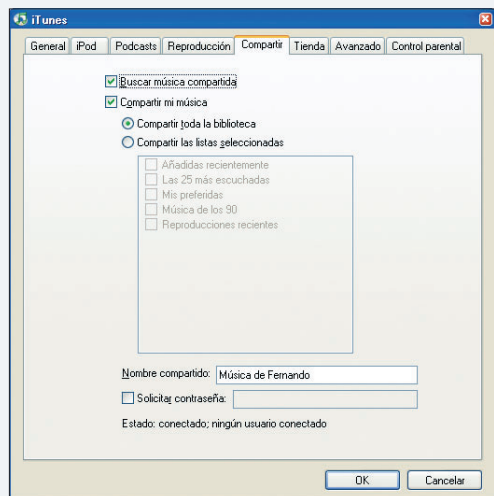 iTunes
General iPod Podcasts Reproducción Compartir Tienda Avanzado Control parental
Buscar música compartida
Compartir mi música
Compartir toda la biblioteca
Compartir las listas seleccionadas
Añadidas recientemente
Las 25 más escuchadas
Mis preferidas
Música de los 90
Reproducciones recientes
Nombre compartido: Música de Fernando
Solicitar contraseña:
Estado: conectado; ningún usuario conectado
OK Cancelar